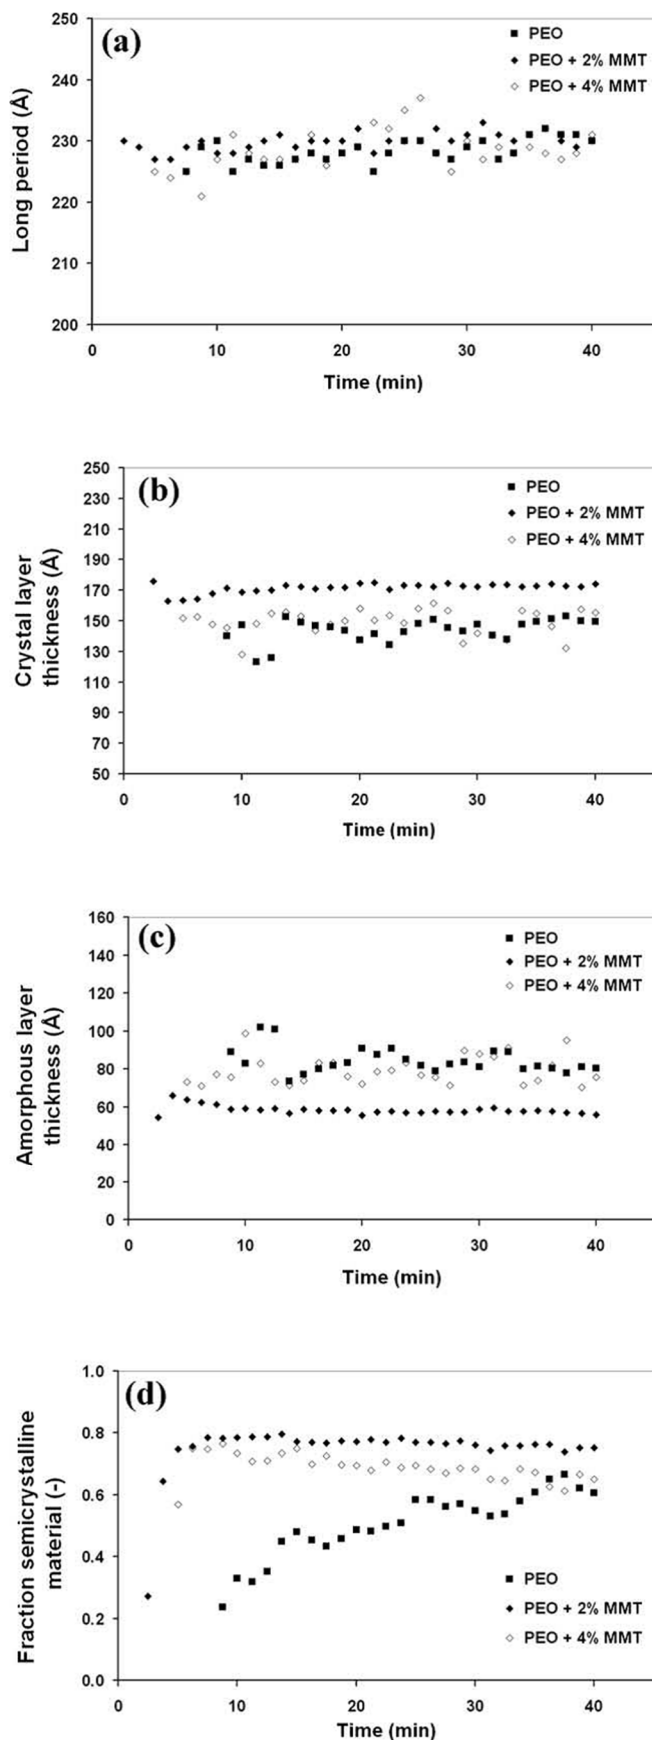 (a)
PEO
PEO + 2% MMT
PEO + 4% MMT
Long period (Å)
250
240
230
220
210
200
0 10 20 30 40
Time (min)
(b)
PEO
PEO + 2% MMT
PEO + 4% MMT
Crystal layer
thickness (Å)
250
230
210
190
170
150
130
110
90
70
50
0 10 20 30 40
Time (min)
(c)
PEO
PEO + 2% MMT
PEO + 4% MMT
Amorphous layer
thickness (Å)
160
140
120
100
80
60
40
20
0
0 10 20 30 40
Time (min)
(d)
Fraction semicrystalline
material (-)
1.0
0.8
0.6
0.4
0.2
0.0
PEO
PEO + 2% MMT
PEO + 4% MMT
0 10 20 30 40
Time (min)